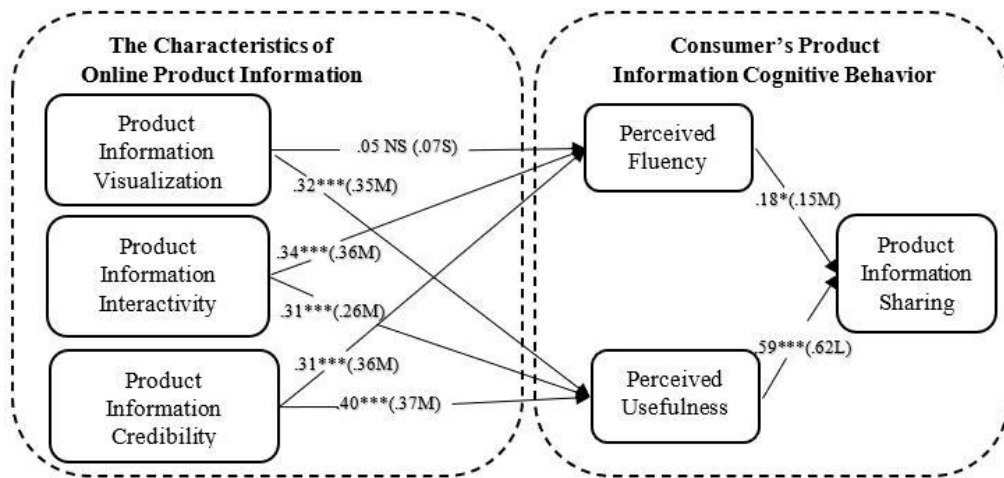 The Characteristics of
Online Product Information
Product
Information
Visualization
Product
Information
Interactivity
Product
Information
Credibility
.05 NS (.07S)
.32***(.35M)
.34***(.36M)
.31***(.26M)
.31***(.36M)
.40***(.37M)
Consumer's Product
Information Cognitive Behavior
Perceived
Fluency
Perceived
Usefulness
.18*(.15M)
.59***(.62L)
Product
Information
Sharing